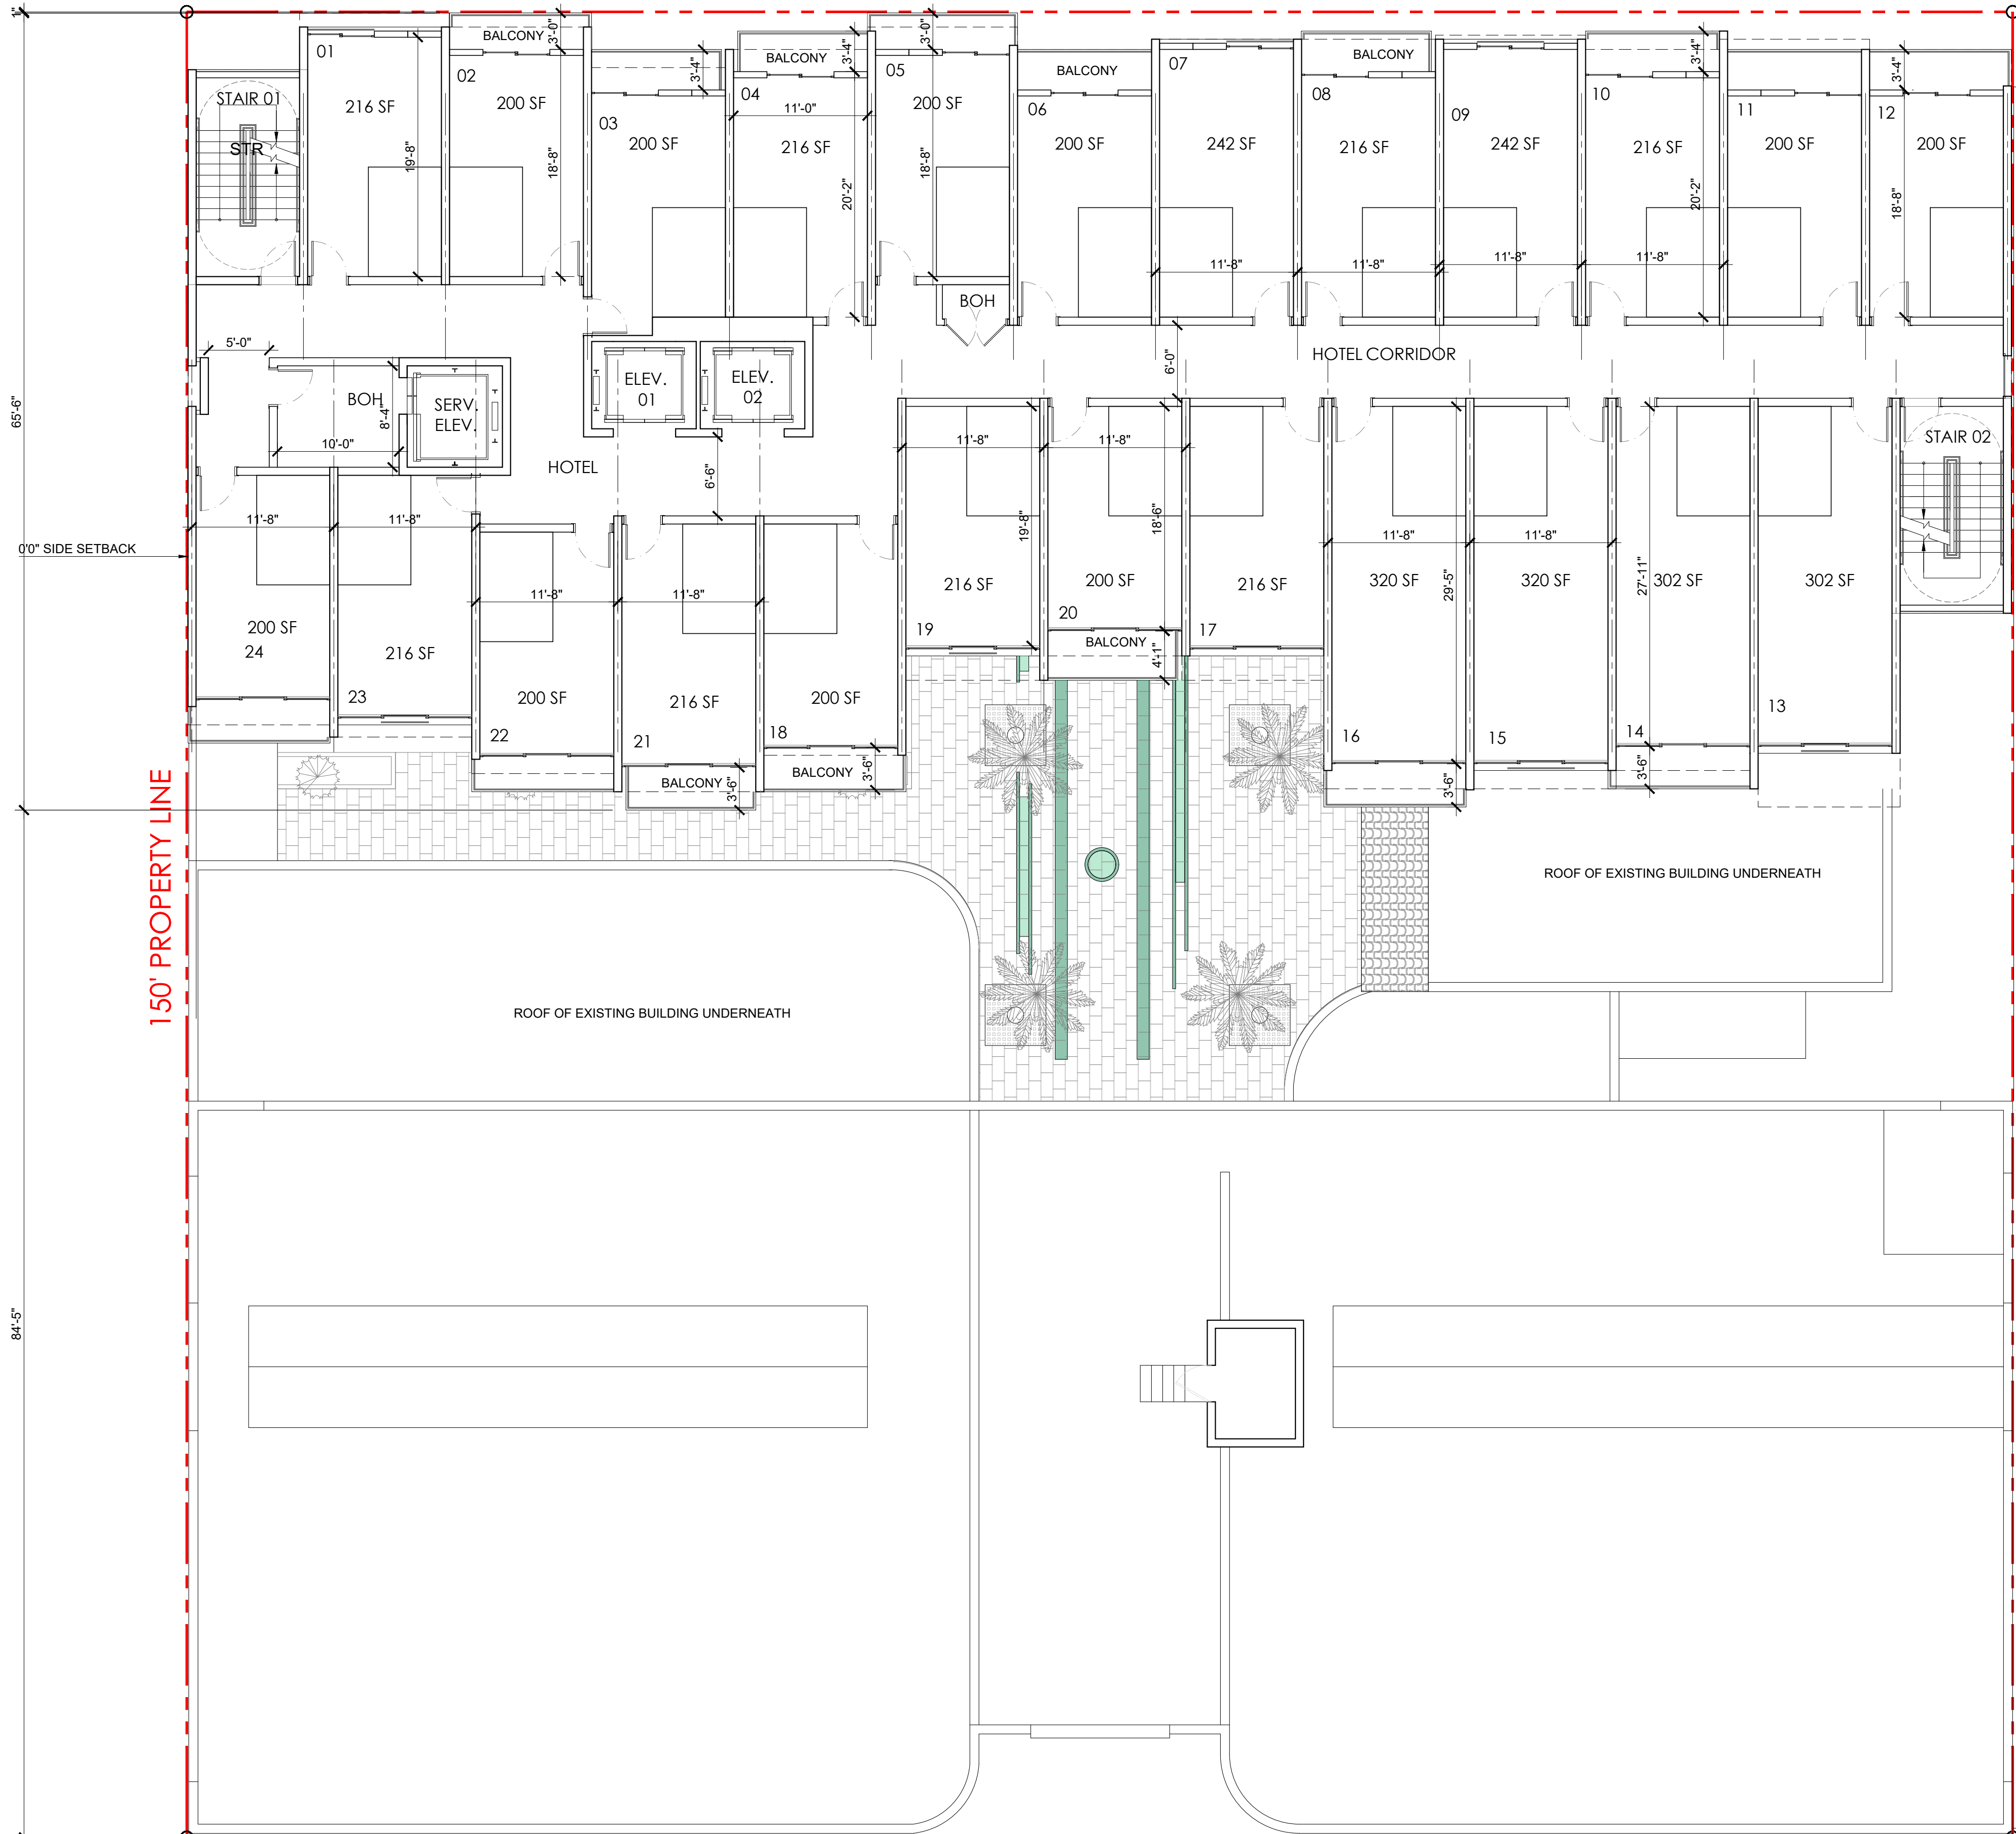 1"
BALCONY
3'-0"
3'-0"
01
02
BALCONY
3'-4"
3'-4"
05
BALCONY
07
BALCONY
3'-4"
3'-4"
STAIR 01
216 SF
200 SF
04
200 SF
06
08
09
10
11
12
STR
19'-8"
18'-8"
03
200 SF
11'-0"
216 SF
18'-8"
200 SF
242 SF
216 SF
242 SF
216 SF
200 SF
200 SF
20'-2"
20'-2"
18'-8"
11'-8"
11'-8"
11'-8"
11'-8"
BOH
5'-0"
6'-0"
HOTEL CORRIDOR
65'-6"
BOH
8'-4"
10'-0"
SERV.
ELEV.
ELEV.
01
ELEV.
02
HOTEL
6'-6"
11'-8"
11'-8"
STAIR 02
11'-8"
11'-8"
19'-8"
18'-6"
11'-8"
11'-8"
0'0" SIDE SETBACK
11'-8"
11'-8"
216 SF
200 SF
216 SF
320 SF
29'-5"
320 SF
27'-11"
302 SF
302 SF
200 SF
24
216 SF
19
20
BALCONY
4'-1"
17
23
200 SF
216 SF
200 SF
22
21
18
16
15
14
13
BALCONY
3'-6"
BALCONY
3'-6"
3'-6"
3'-6"
150' PROPERTY LINE
ROOF OF EXISTING BUILDING UNDERNEATH
ROOF OF EXISTING BUILDING UNDERNEATH
84'-5"